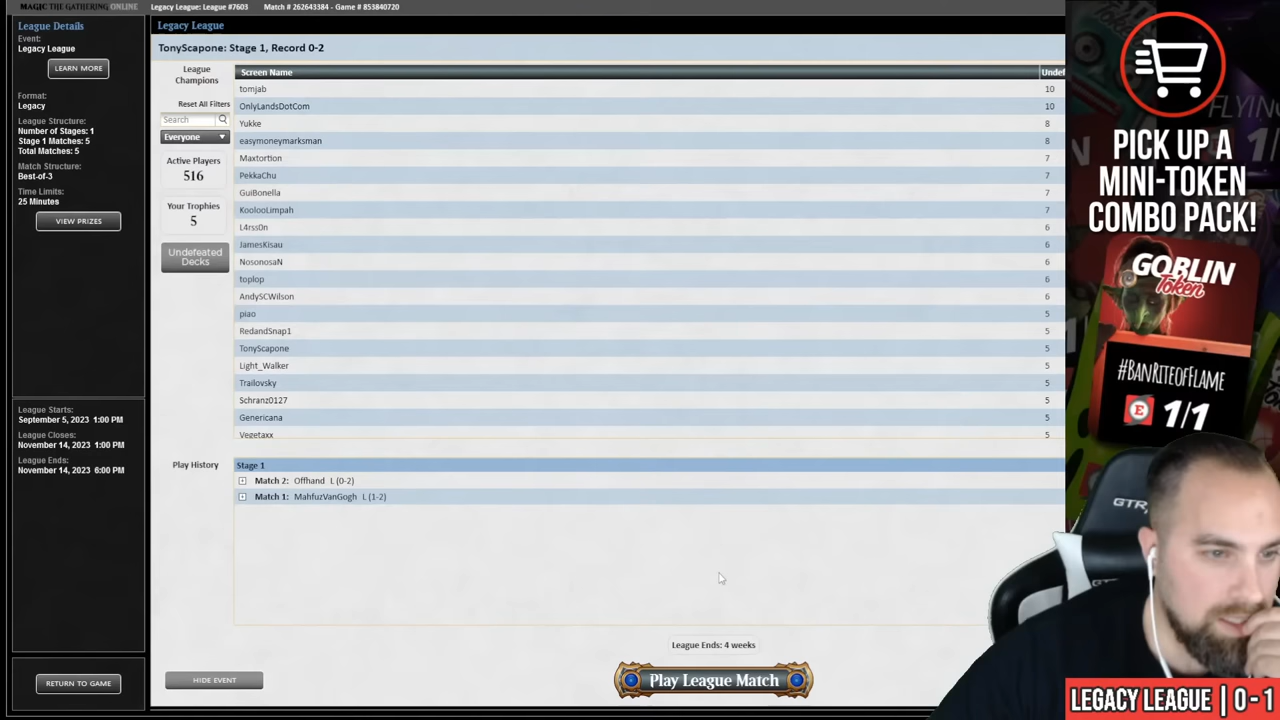 MAGIC THE GATHERING ONLINE
Legacy League: League #7603
Match # 262643384 - Game # 853840720
League Details
Event:
Legacy League
LEARN MORE
Format:
Legacy
League Structure:
Number of Stages: 1
Stage 1 Matches: 5
Total Matches: 5
Match Structure:
Best-of-3
Time Limits:
25 Minutes
VIEW PRIZES
League Starts:
September 5, 2023 1:00 PM
League Closes:
November 14, 2023 1:00 PM
League Ends:
November 14, 2023 6:00 PM
RETURN TO GAME
Legacy League
TonyScapone: Stage 1, Record 0-2
League Champions
Reset All Filters
Search
Everyone
Active Players
516
Your Trophies
5
Undefeated Decks
Screen Name Undef
tomjab 10
OnlyLandsDotCom 10
Yukke 8
easymoneymarksman 8
Maxtortion 7
PekkaChu 7
GuiBonella 7
KoolooLimpah 7
L4rss0n 6
JamesKisau 6
NosonosaN 6
toplop 6
AndySCWilson 6
piao 5
RedandSnap1 5
TonyScapone 5
Light_Walker 5
Trailovsky 5
Schranz0127 5
Genericana 5
Vegetaxx 5
Play History
Stage 1
Match 2: Offhand L (0-2)
Match 1: MahfuzVanGogh L (1-2)
League Ends: 4 weeks
HIDE EVENT
Play League Match
FLYING
PICK UP A
MINI-TOKEN
COMBO PACK!
GOBLIN
Token
#BANRITEOFFLAME
E 1/1
GTR
LEGACY LEAGUE | 0-1